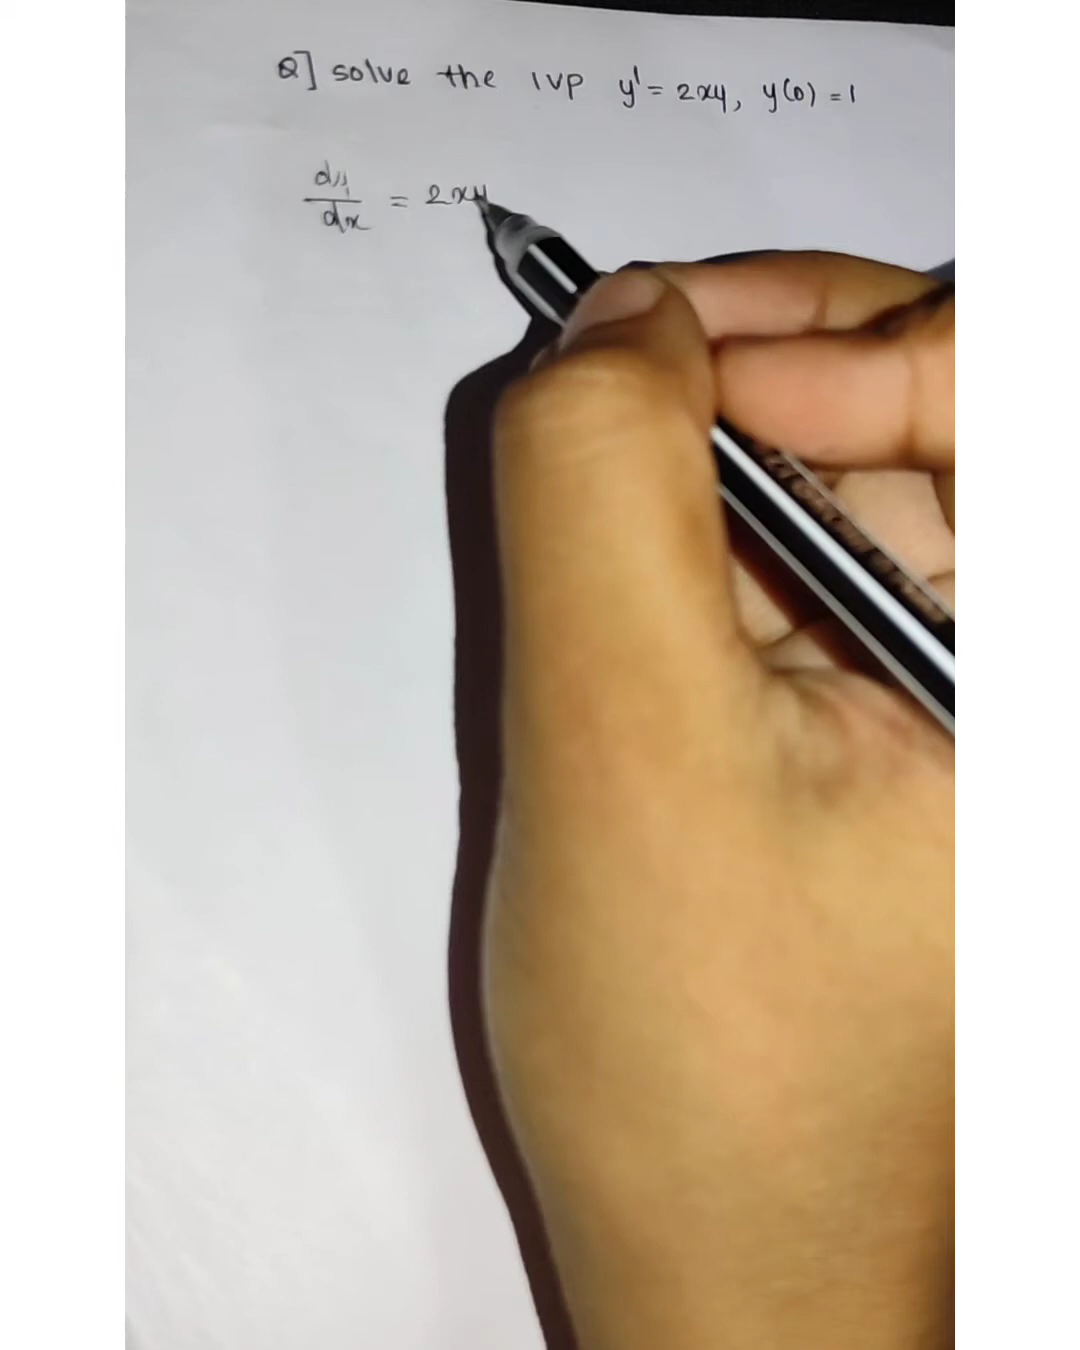 Q] solve the IVP y' = 2xy, y(0) = 1
dy/dx = 2xy